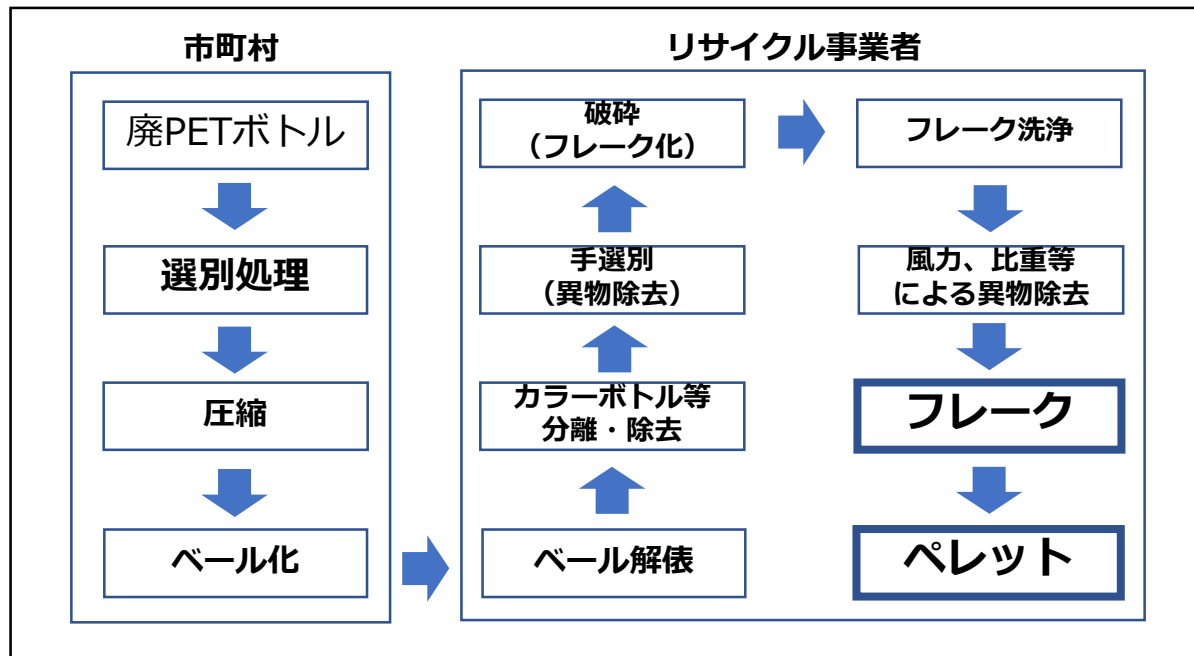 市町村
廃PETボトル
選別処理
圧縮
ベール化
リサイクル事業者
ベール解俵
カラーボトル等
分離・除去
手選別
（異物除去）
破砕
（フレーク化）
フレーク洗浄
風力、比重等
による異物除去
フレーク
ペレット